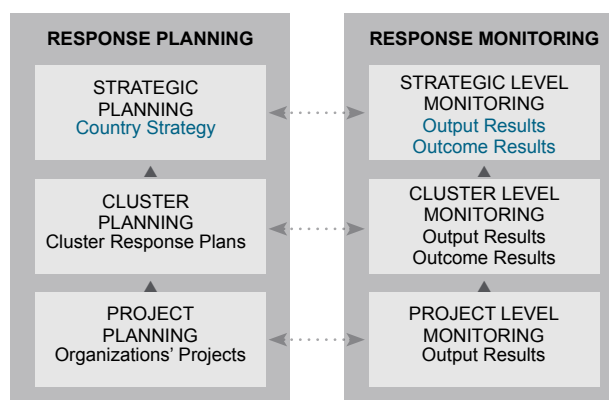 RESPONSE PLANNING
STRATEGIC
PLANNING
Country Strategy
CLUSTER
PLANNING
Cluster Response Plans
PROJECT
PLANNING
Organizations’ Projects
RESPONSE MONITORING
STRATEGIC LEVEL
MONITORING
Output Results
Outcome Results
CLUSTER LEVEL
MONITORING
Output Results
Outcome Results
PROJECT LEVEL
MONITORING
Output Results